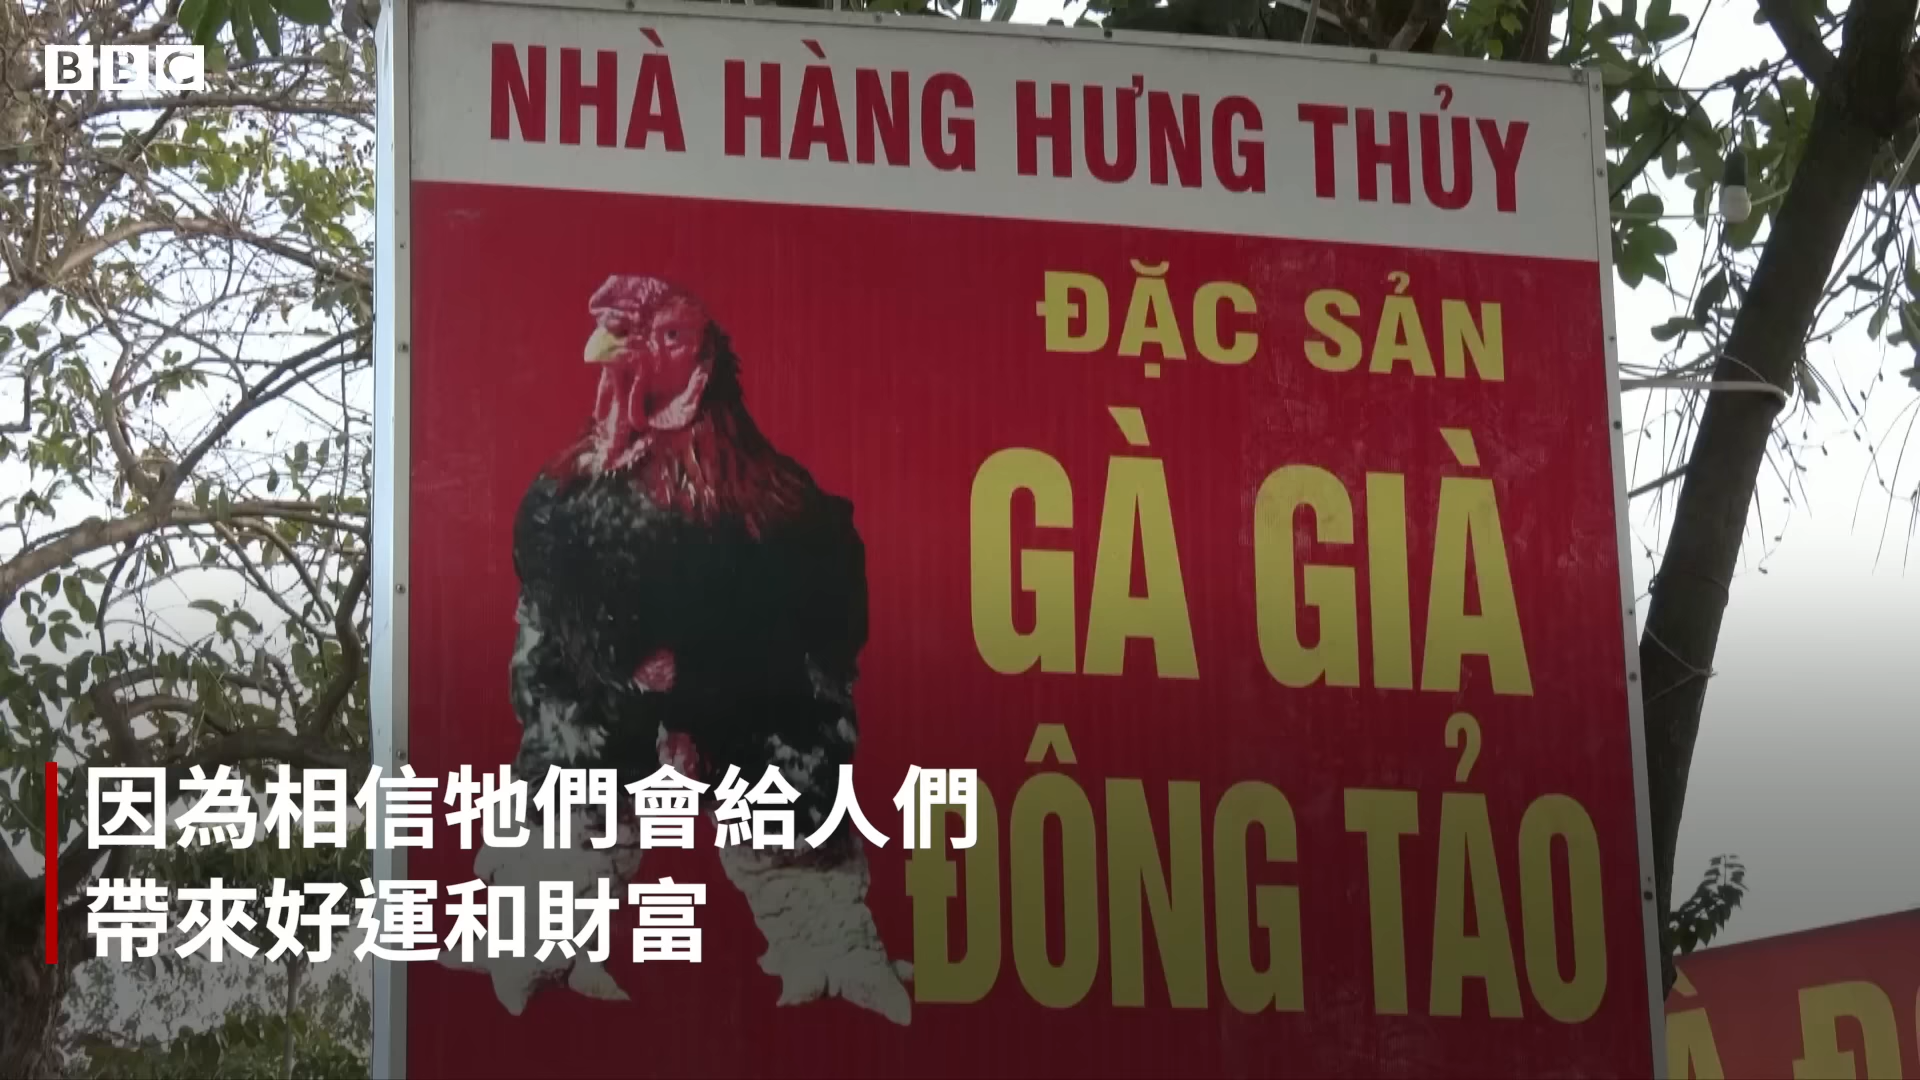 BBC
NHÀ HÀNG HƯNG THỦY
ĐẶC SẢN
GÀ GIÀ
ĐÔNG TẢO
因為相信牠們會給人們
帶來好運和財富
À Đ